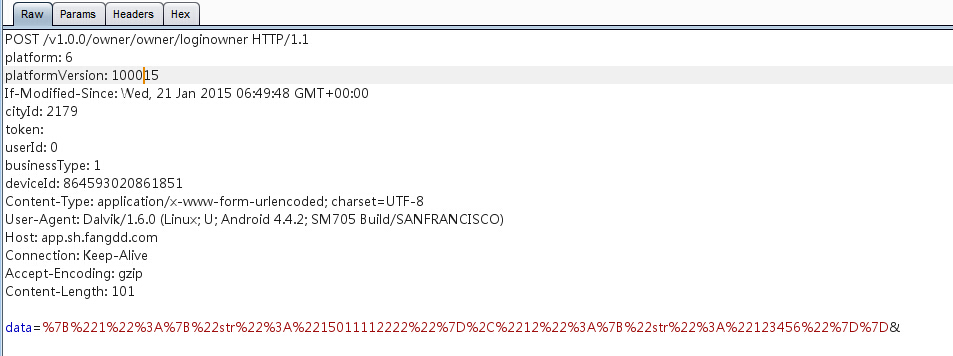 Raw Params Headers Hex
POST /v1.0.0/owner/owner/loginowner HTTP/1.1
platform: 6
platformVersion: 100015
If-Modified-Since: Wed, 21 Jan 2015 06:49:48 GMT+00:00
cityId: 2179
token:
userId: 0
businessType: 1
deviceId: 864593020861851
Content-Type: application/x-www-form-urlencoded; charset=UTF-8
User-Agent: Dalvik/1.6.0 (Linux; U; Android 4.4.2; SM705 Build/SANFRANCISCO)
Host: app.sh.fangdd.com
Connection: Keep-Alive
Accept-Encoding: gzip
Content-Length: 101
data=%7B%221%22%3A%7B%22str%22%3A%2215011112222%22%7D%2C%2212%22%3A%7B%22str%22%3A%22123456%22%7D%7D&